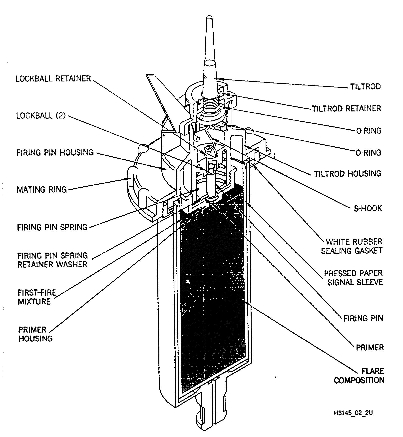 LOCKBALL RETAINER
LOCKBALL (2)
FIRING PIN HOUSING
MATING RING
FIRING PIN SPRING
FIRING PIN SPRING
RETAINER WASHER
FIRST-FIRE
MIXTURE
PRIMER
HOUSING
TILTROD
TILTROD RETAINER
O-RING
O-RING
TILTROD HOUSING
S-HOOK
WHITE RUBBER
SEALING GASKET
PRESSED PAPER
SIGNAL SLEEVE
FIRING PIN
PRIMER
FLARE
COMPOSITION
H5145_02_2U